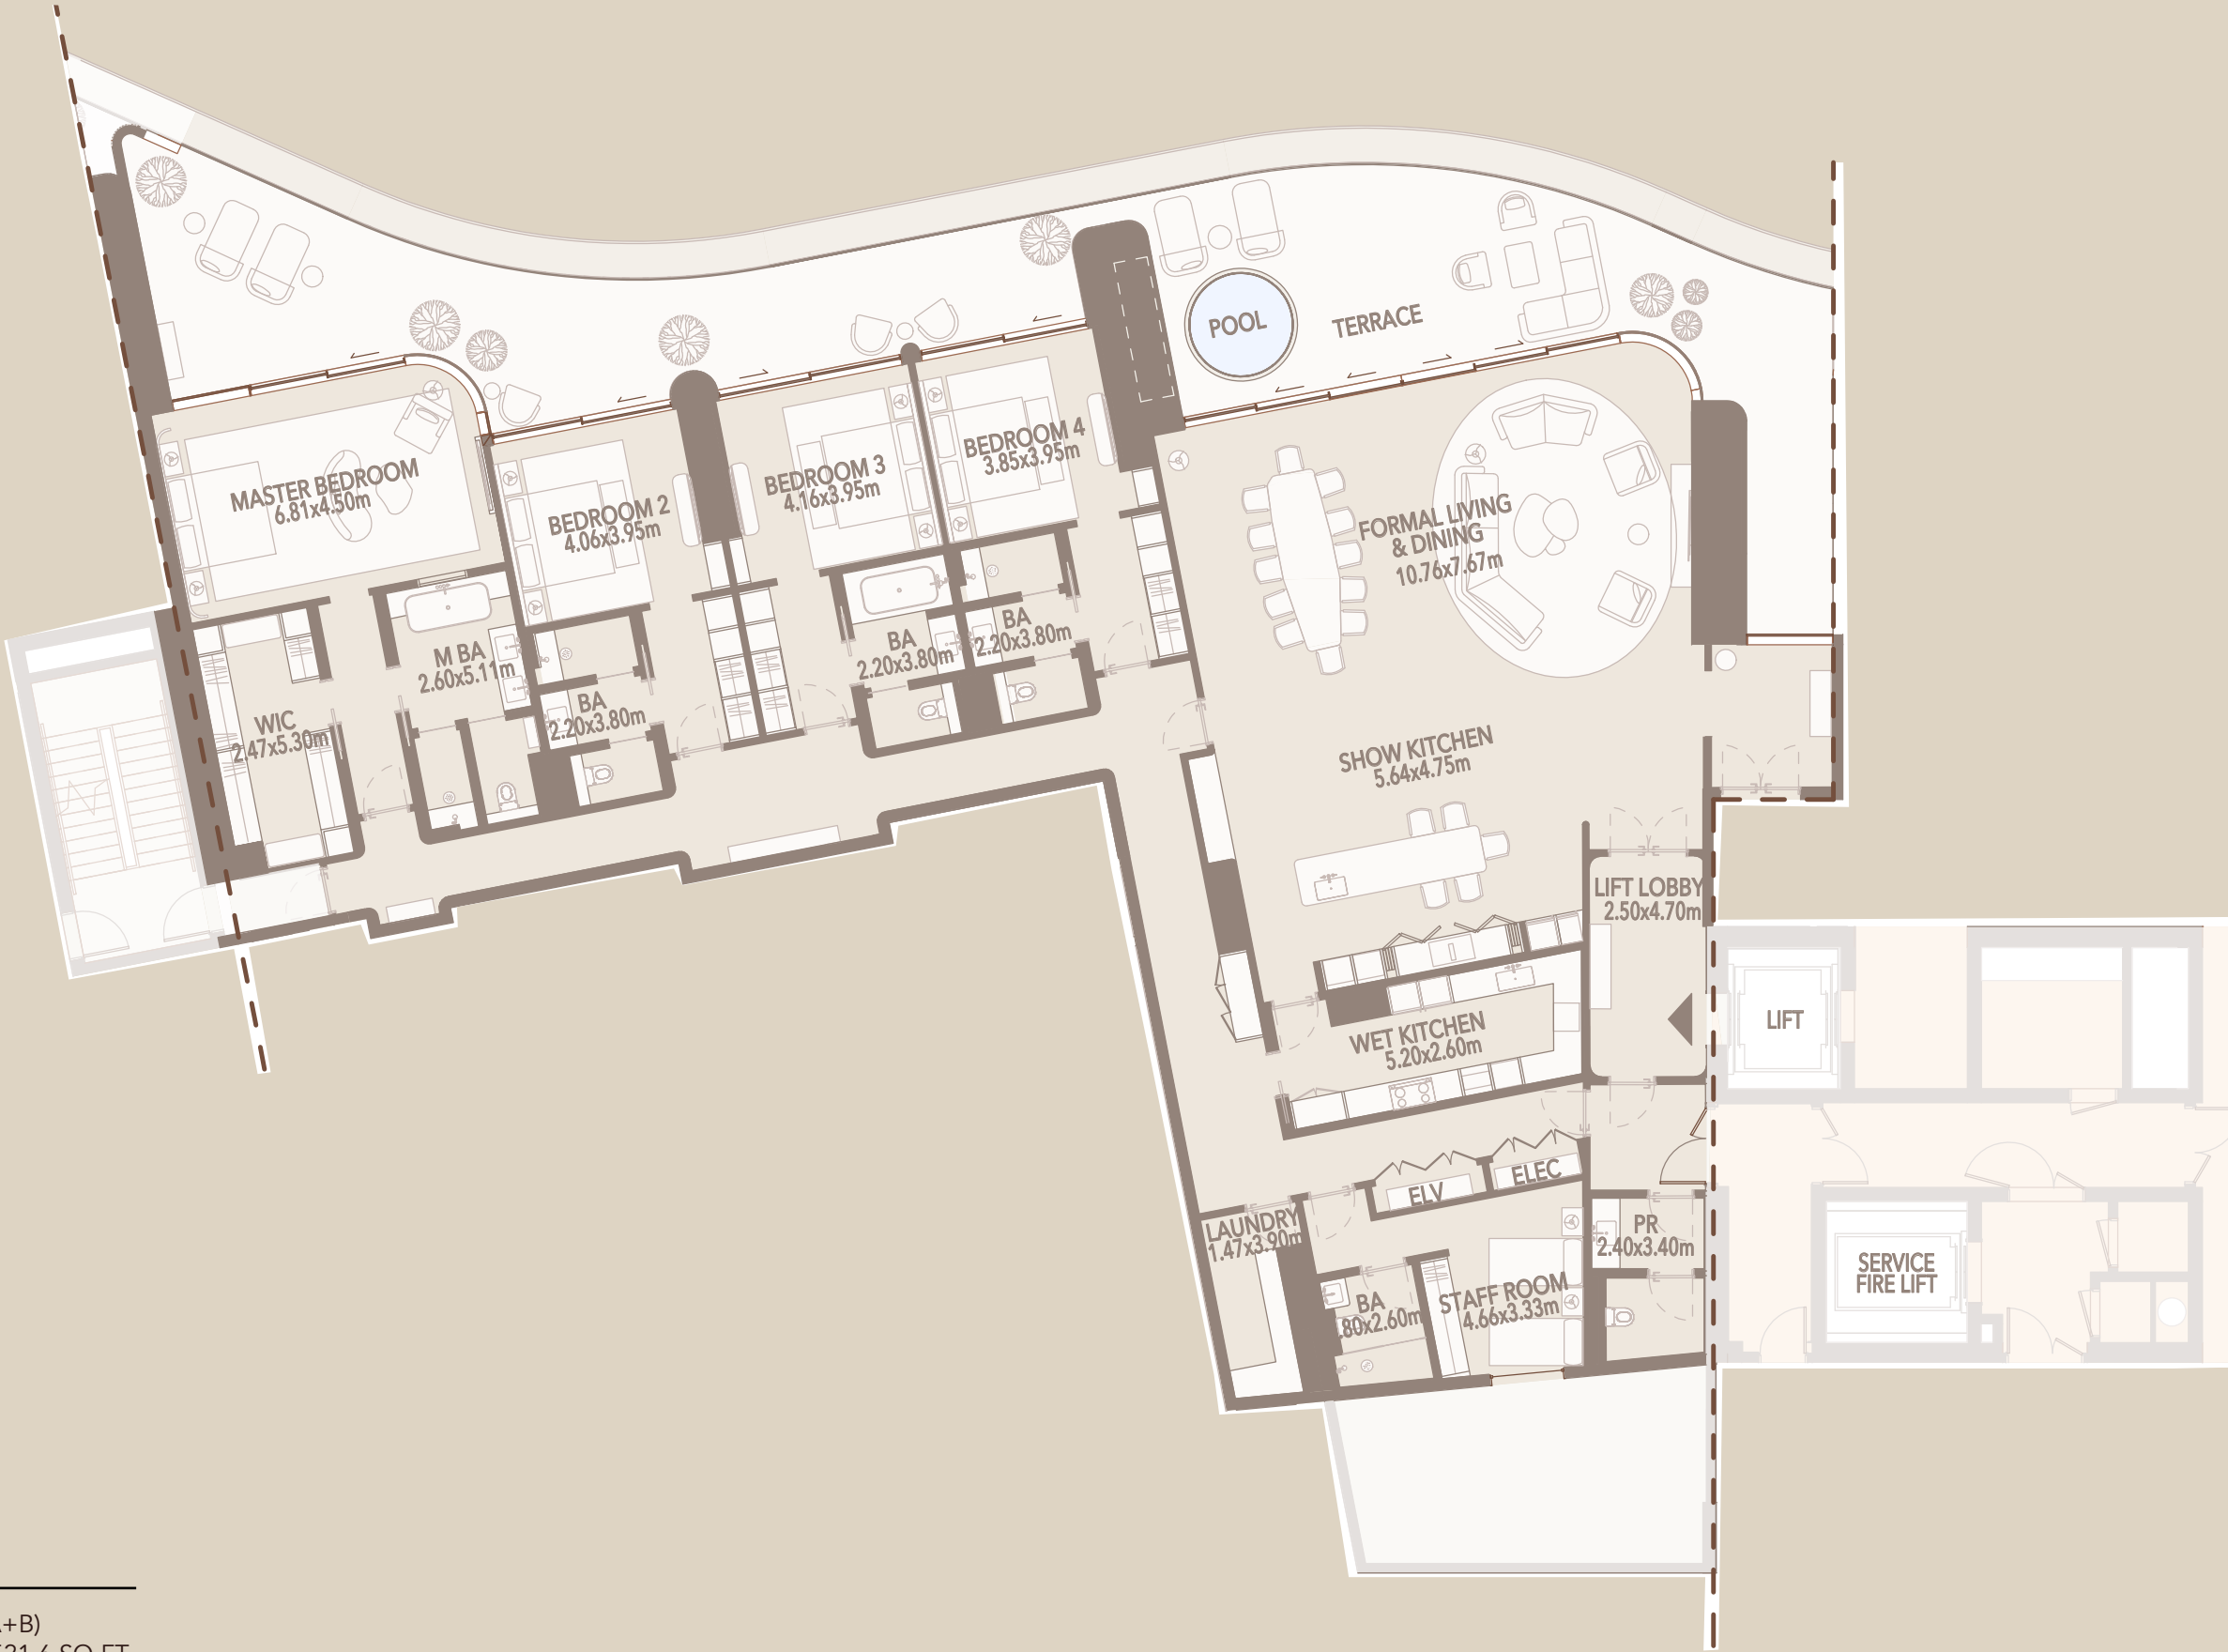 POOL
TERRACE
MASTER BEDROOM
6.81x4.50m
BEDROOM 2
4.06x3.95m
BEDROOM 3
4.16x3.95m
BEDROOM 4
3.85x3.95m
FORMAL LIVING
& DINING
10.76x7.67m
WIC
2.47x5.30m
M BA
2.60x5.11m
BA
2.20x3.80m
BA
2.20x3.80m
BA
2.20x3.80m
SHOW KITCHEN
5.64x4.75m
LIFT LOBBY
2.50x4.70m
LIFT
WET KITCHEN
5.20x2.60m
ELV
ELEC
LAUNDRY
1.47x3.90m
BA
.80x2.60m
STAFF ROOM
4.66x3.33m
PR
2.40x3.40m
SERVICE
FIRE LIFT
+B)
SQ.FT